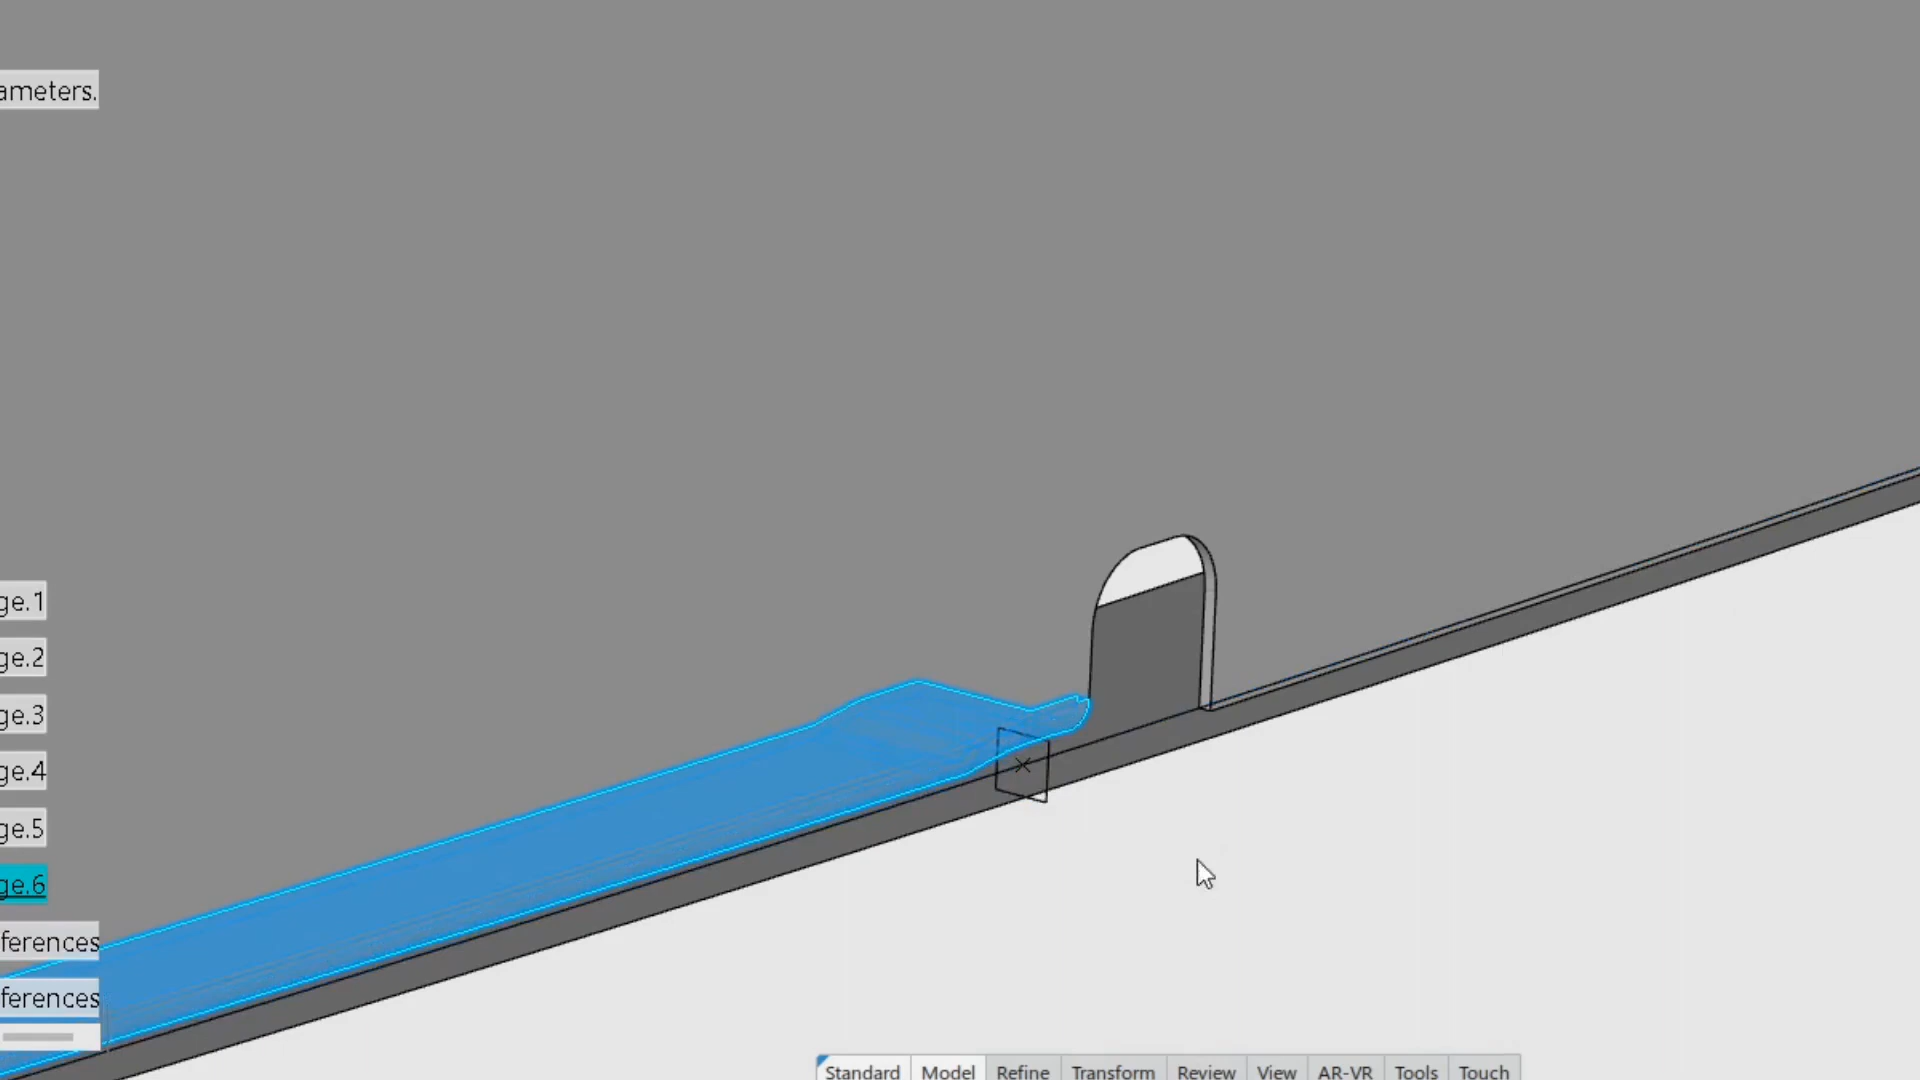 ameters.
ge.1
ge.2
ge.3
ge.4
ge.5
ge.6
ferences
ferences
Standard Model Refine Transform Review View AR-VR Tools Touch